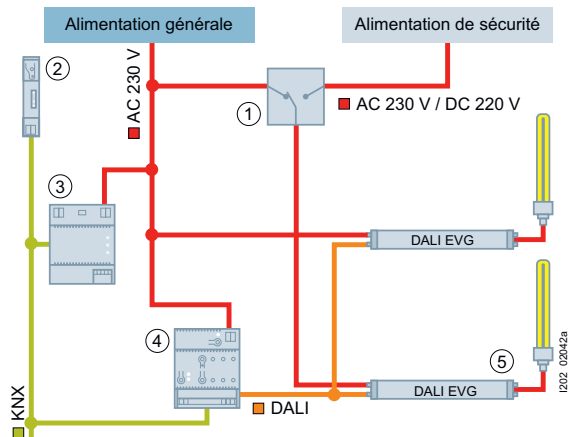 Alimentation générale
Alimentation de sécurité
2
AC 230 V
1
AC 230 V / DC 220 V
3
DALI EVG
4
5
DALI EVG
DALI
KNX
I202_02042a